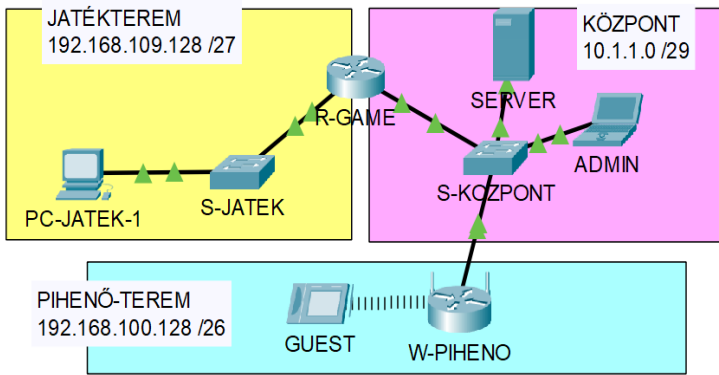 JATÉKTEREM
192.168.109.128 /27
KÖZPONT
10.1.1.0 /29
SERVER
R-GAME
ADMIN
S-KOZPONT
S-JATEK
PC-JATEK-1
PIHENŐ-TEREM
192.168.100.128 /26
GUEST
W-PIHENO